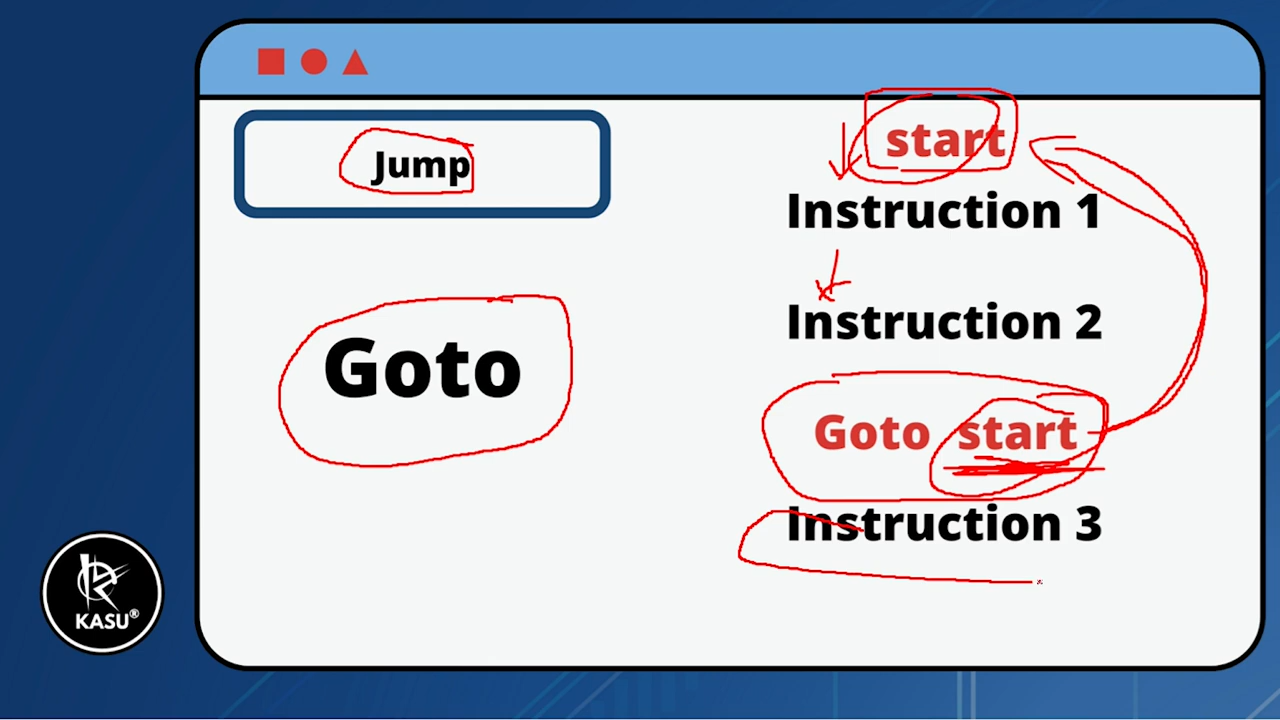 Jump
Goto
start
Instruction 1
Instruction 2
Goto start
Instruction 3
KASU®